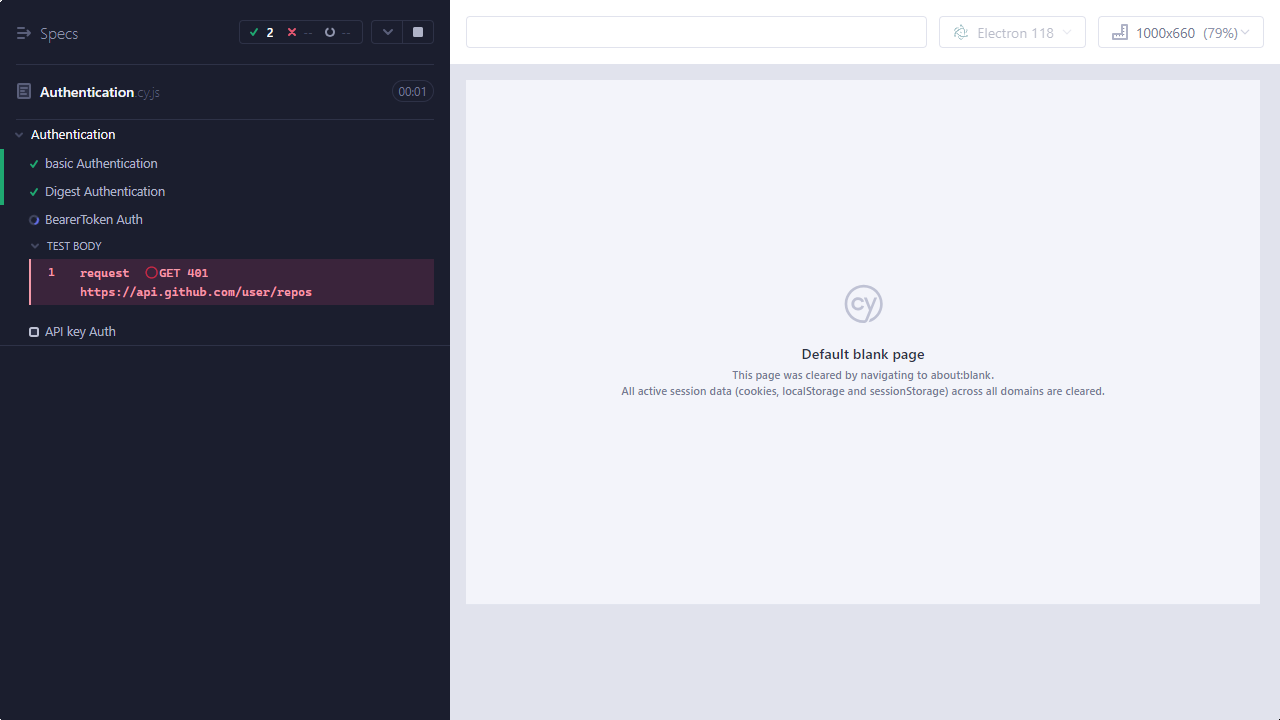 Specs
2 -- --
Authentication.cy.js
00:01
Authentication
basic Authentication
Digest Authentication
BearerToken Auth
TEST BODY
1 request GET 401
https://api.github.com/user/repos
API key Auth
Electron 118
1000x660 (79%)
cy
Default blank page
This page was cleared by navigating to about:blank.
All active session data (cookies, localStorage and sessionStorage) across all domains are cleared.